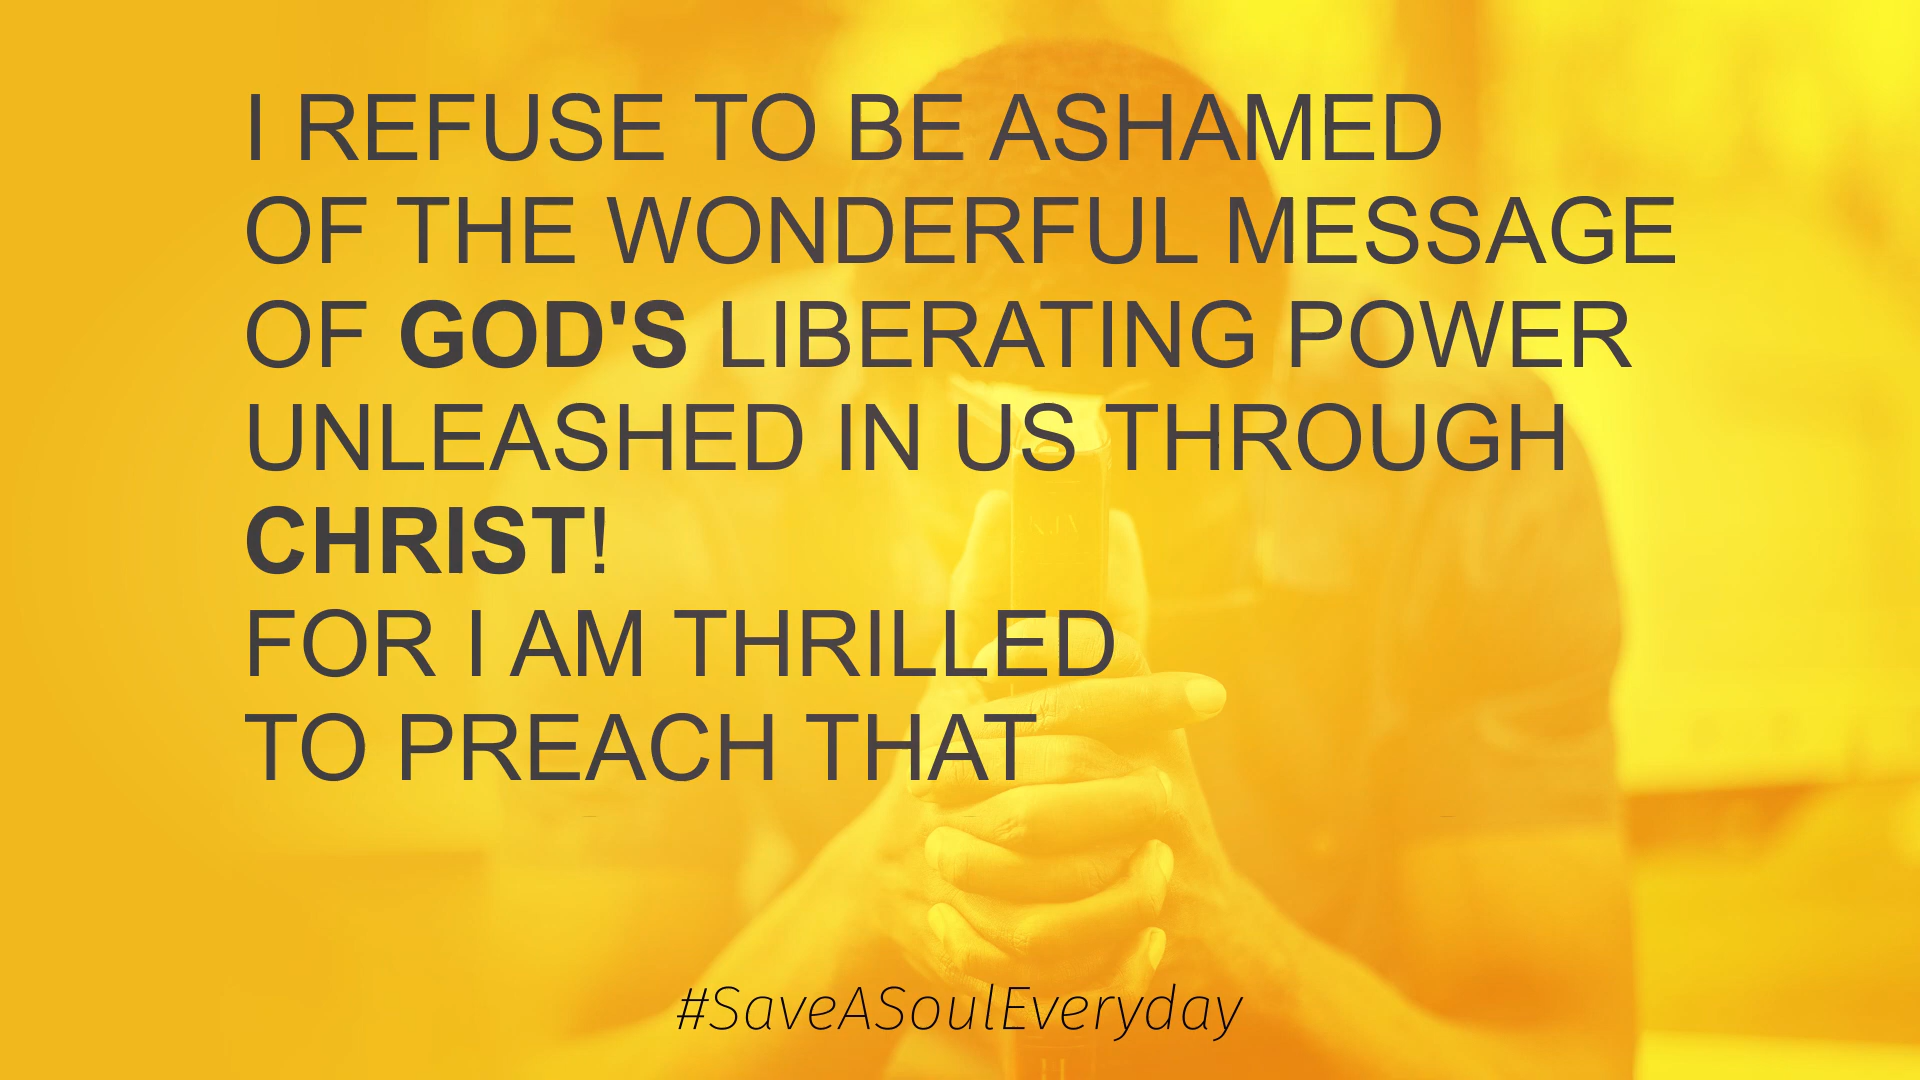 I REFUSE TO BE ASHAMED
OF THE WONDERFUL MESSAGE
OF GOD'S LIBERATING POWER
UNLEASHED IN US THROUGH
CHRIST!
FOR I AM THRILLED
TO PREACH THAT
KJV
#SaveASoulEveryday